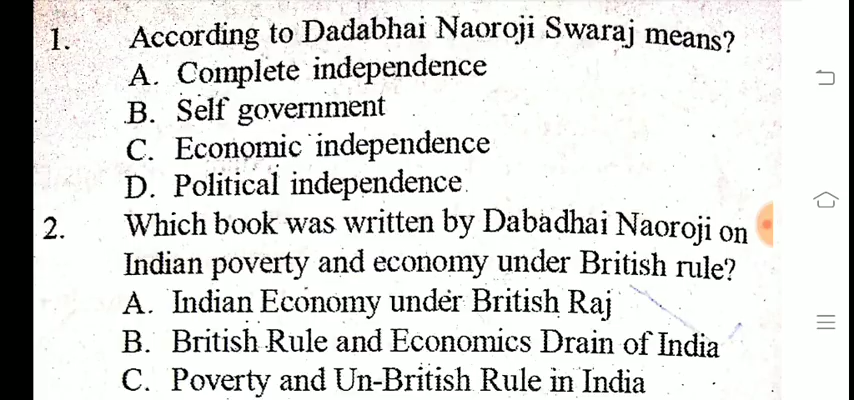 1. According to Dadabhai Naoroji Swaraj means?
A. Complete independence
B. Self government
C. Economic independence
D. Political independence
2. Which book was written by Dabadhai Naoroji on
Indian poverty and economy under British rule?
A. Indian Economy under British Raj
B. British Rule and Economics Drain of India
C. Poverty and Un-British Rule in India